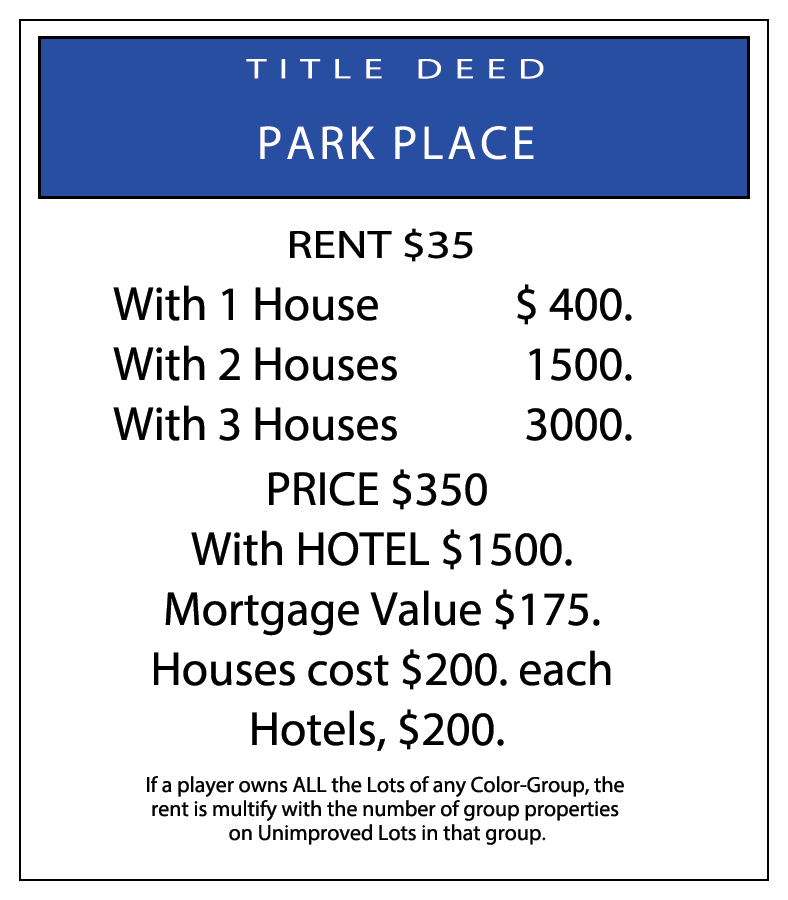 TITLE DEED
PARK PLACE
RENT $35
With 1 House $ 400.
With 2 Houses 1500.
With 3 Houses 3000.
PRICE $350
With HOTEL $1500.
Mortgage Value $175.
Houses cost $200. each
Hotels, $200.
If a player owns ALL the Lots of any Color-Group, the
rent is multify with the number of group properties
on Unimproved Lots in that group.